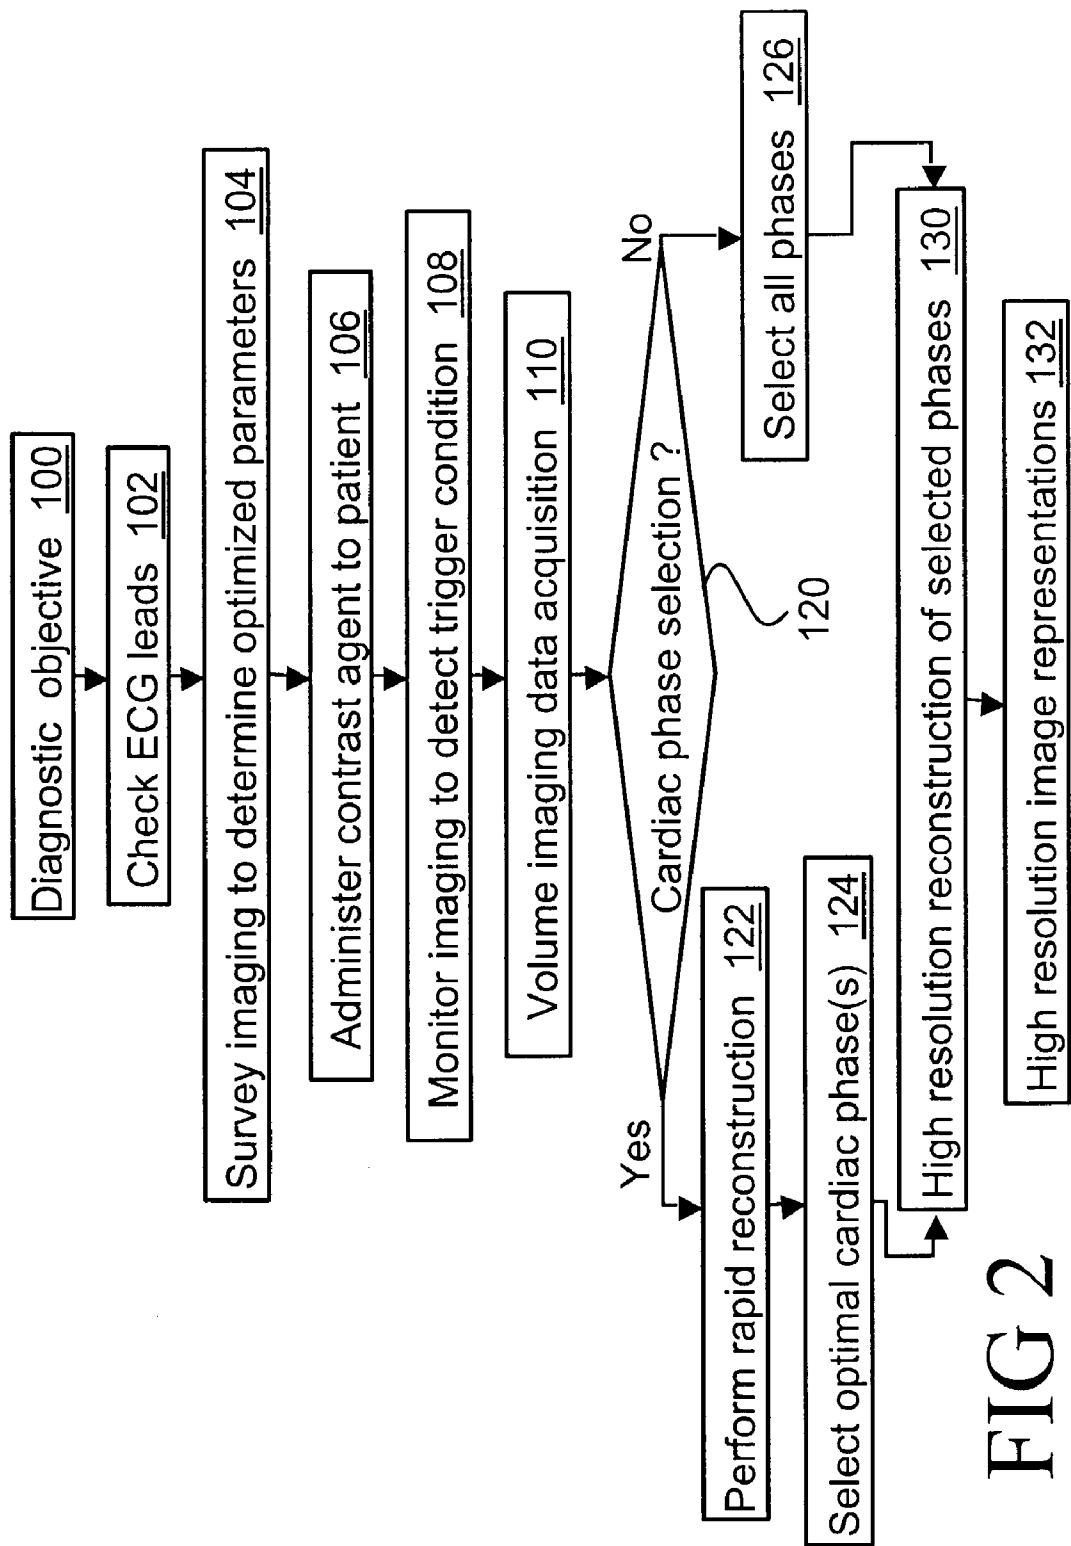 Diagnostic objective 100
Check ECG leads 102
Survey imaging to determine optimized parameters 104
Administer contrast agent to patient 106
Monitor imaging to detect trigger condition 108
Volume imaging data acquisition 110
Yes
Cardiac phase selection ?
No
120
Perform rapid reconstruction 122
Select all phases 126
Select optimal cardiac phase(s) 124
High resolution reconstruction of selected phases 130
High resolution image representations 132
FIG 2